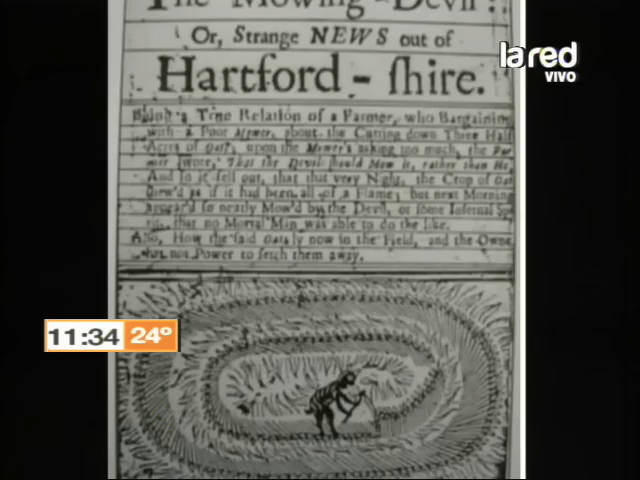 The Mowing-Devil:
Or, Strange NEWS out of
Hartford-shire.
Being a True Relation of a Farmer, who Bargaining
with a Poor Mower, about the Cutting down Three Half
Acres of Oats; upon the Mower's asking too much, the Far-
mer swore, That the Devil should Mow it, rather than He.
And so it fell out, that that very Night, the Crop of Oat
shew'd as if it had been all of a Flame; but next Morning
appear'd so neatly Mow'd by the Devil, or some Infernal Spi-
rit, that no Mortal Man was able to do the like.
Also, How the said Oats ly now in the Field, and the Owner
has not Power to fetch them away.
la red
VIVO
11:34 24º